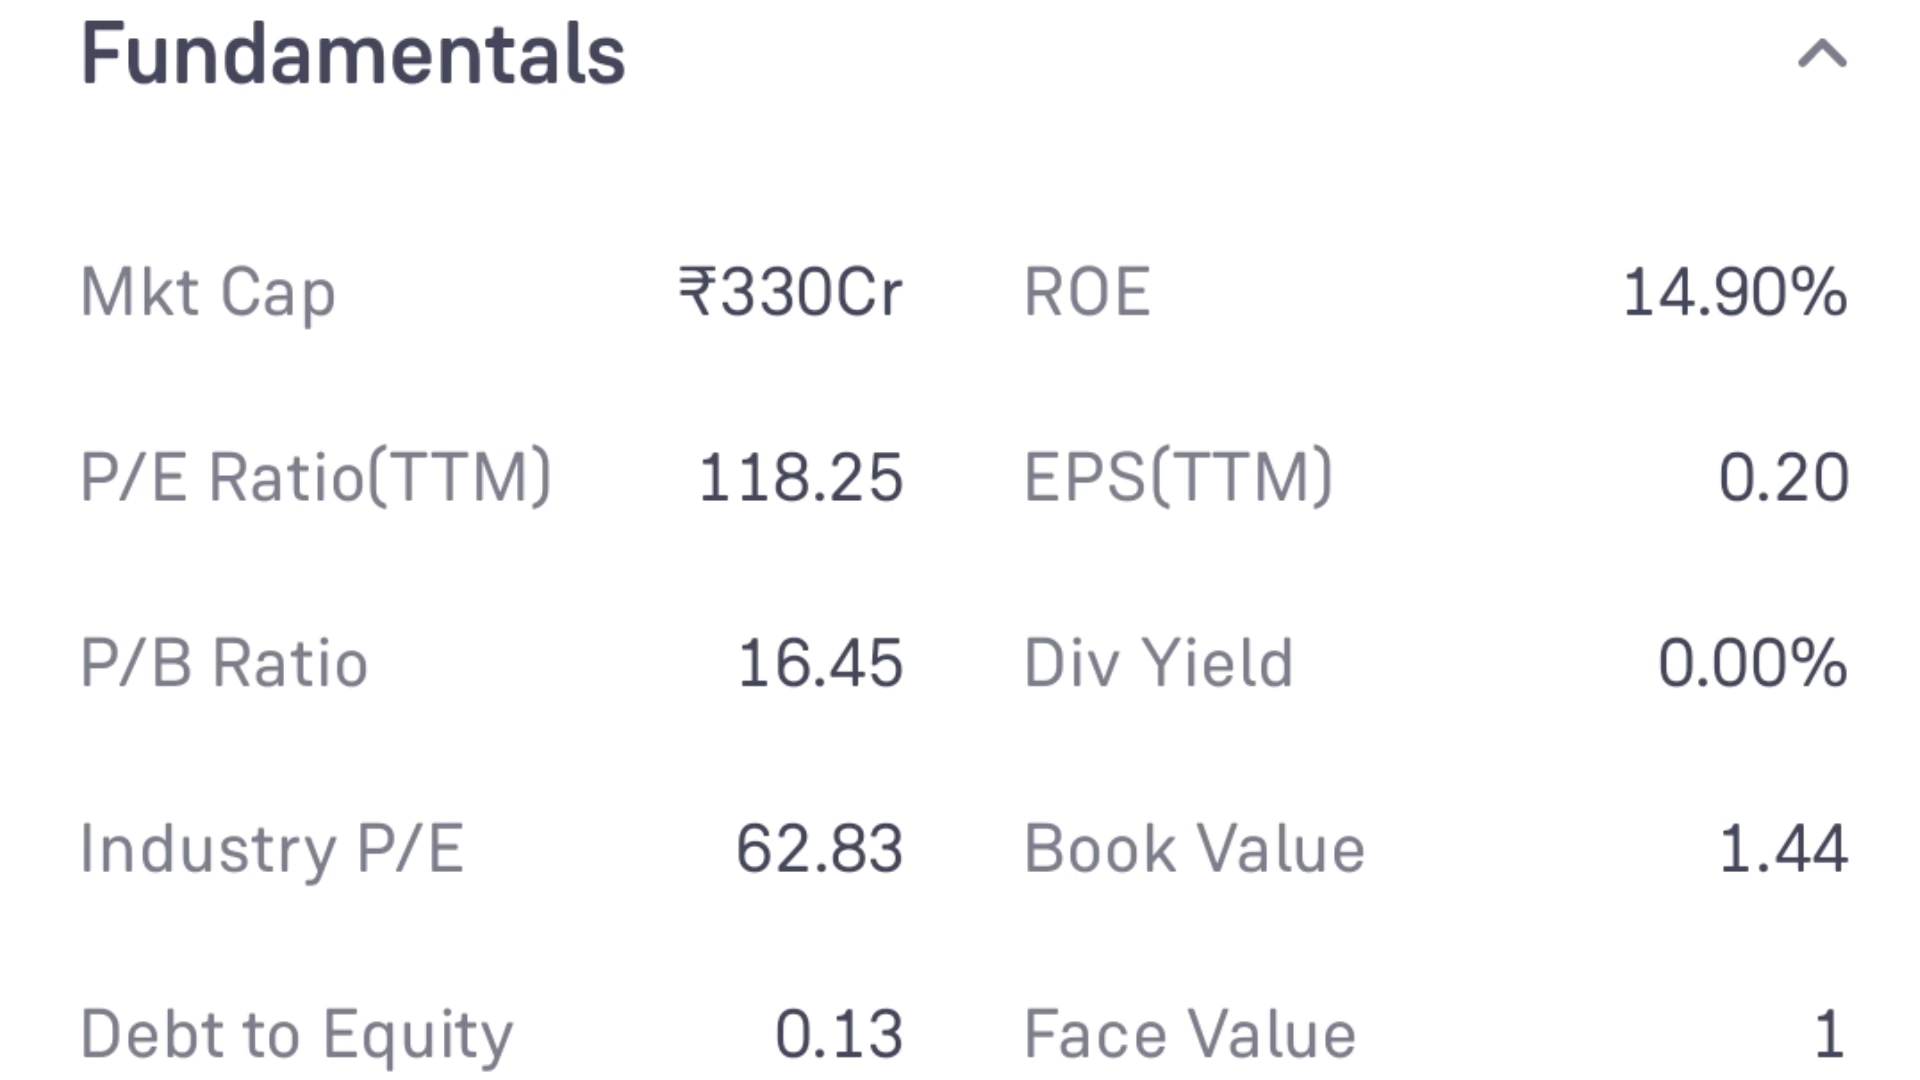 Fundamentals
Mkt Cap ₹330Cr ROE 14.90%
P/E Ratio(TTM) 118.25 EPS(TTM) 0.20
P/B Ratio 16.45 Div Yield 0.00%
Industry P/E 62.83 Book Value 1.44
Debt to Equity 0.13 Face Value 1